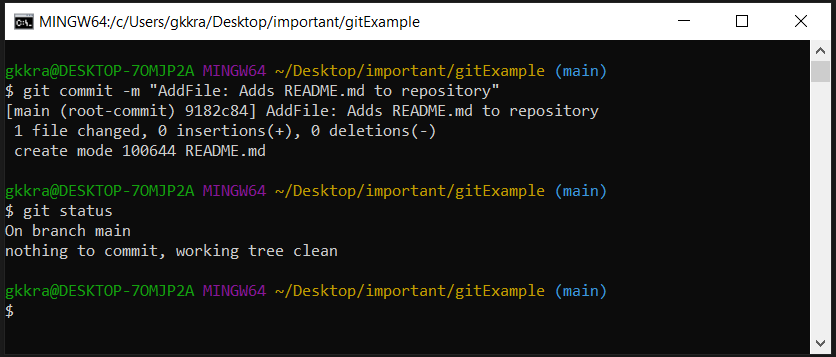 MINGW64:/c/Users/gkkra/Desktop/important/gitExample
gkkra@DESKTOP-7OMJP2A MINGW64 ~/Desktop/important/gitExample (main)
$ git commit -m "AddFile: Adds README.md to repository"
[main (root-commit) 9182c84] AddFile: Adds README.md to repository
 1 file changed, 0 insertions(+), 0 deletions(-)
 create mode 100644 README.md
gkkra@DESKTOP-7OMJP2A MINGW64 ~/Desktop/important/gitExample (main)
$ git status
On branch main
nothing to commit, working tree clean
gkkra@DESKTOP-7OMJP2A MINGW64 ~/Desktop/important/gitExample (main)
$